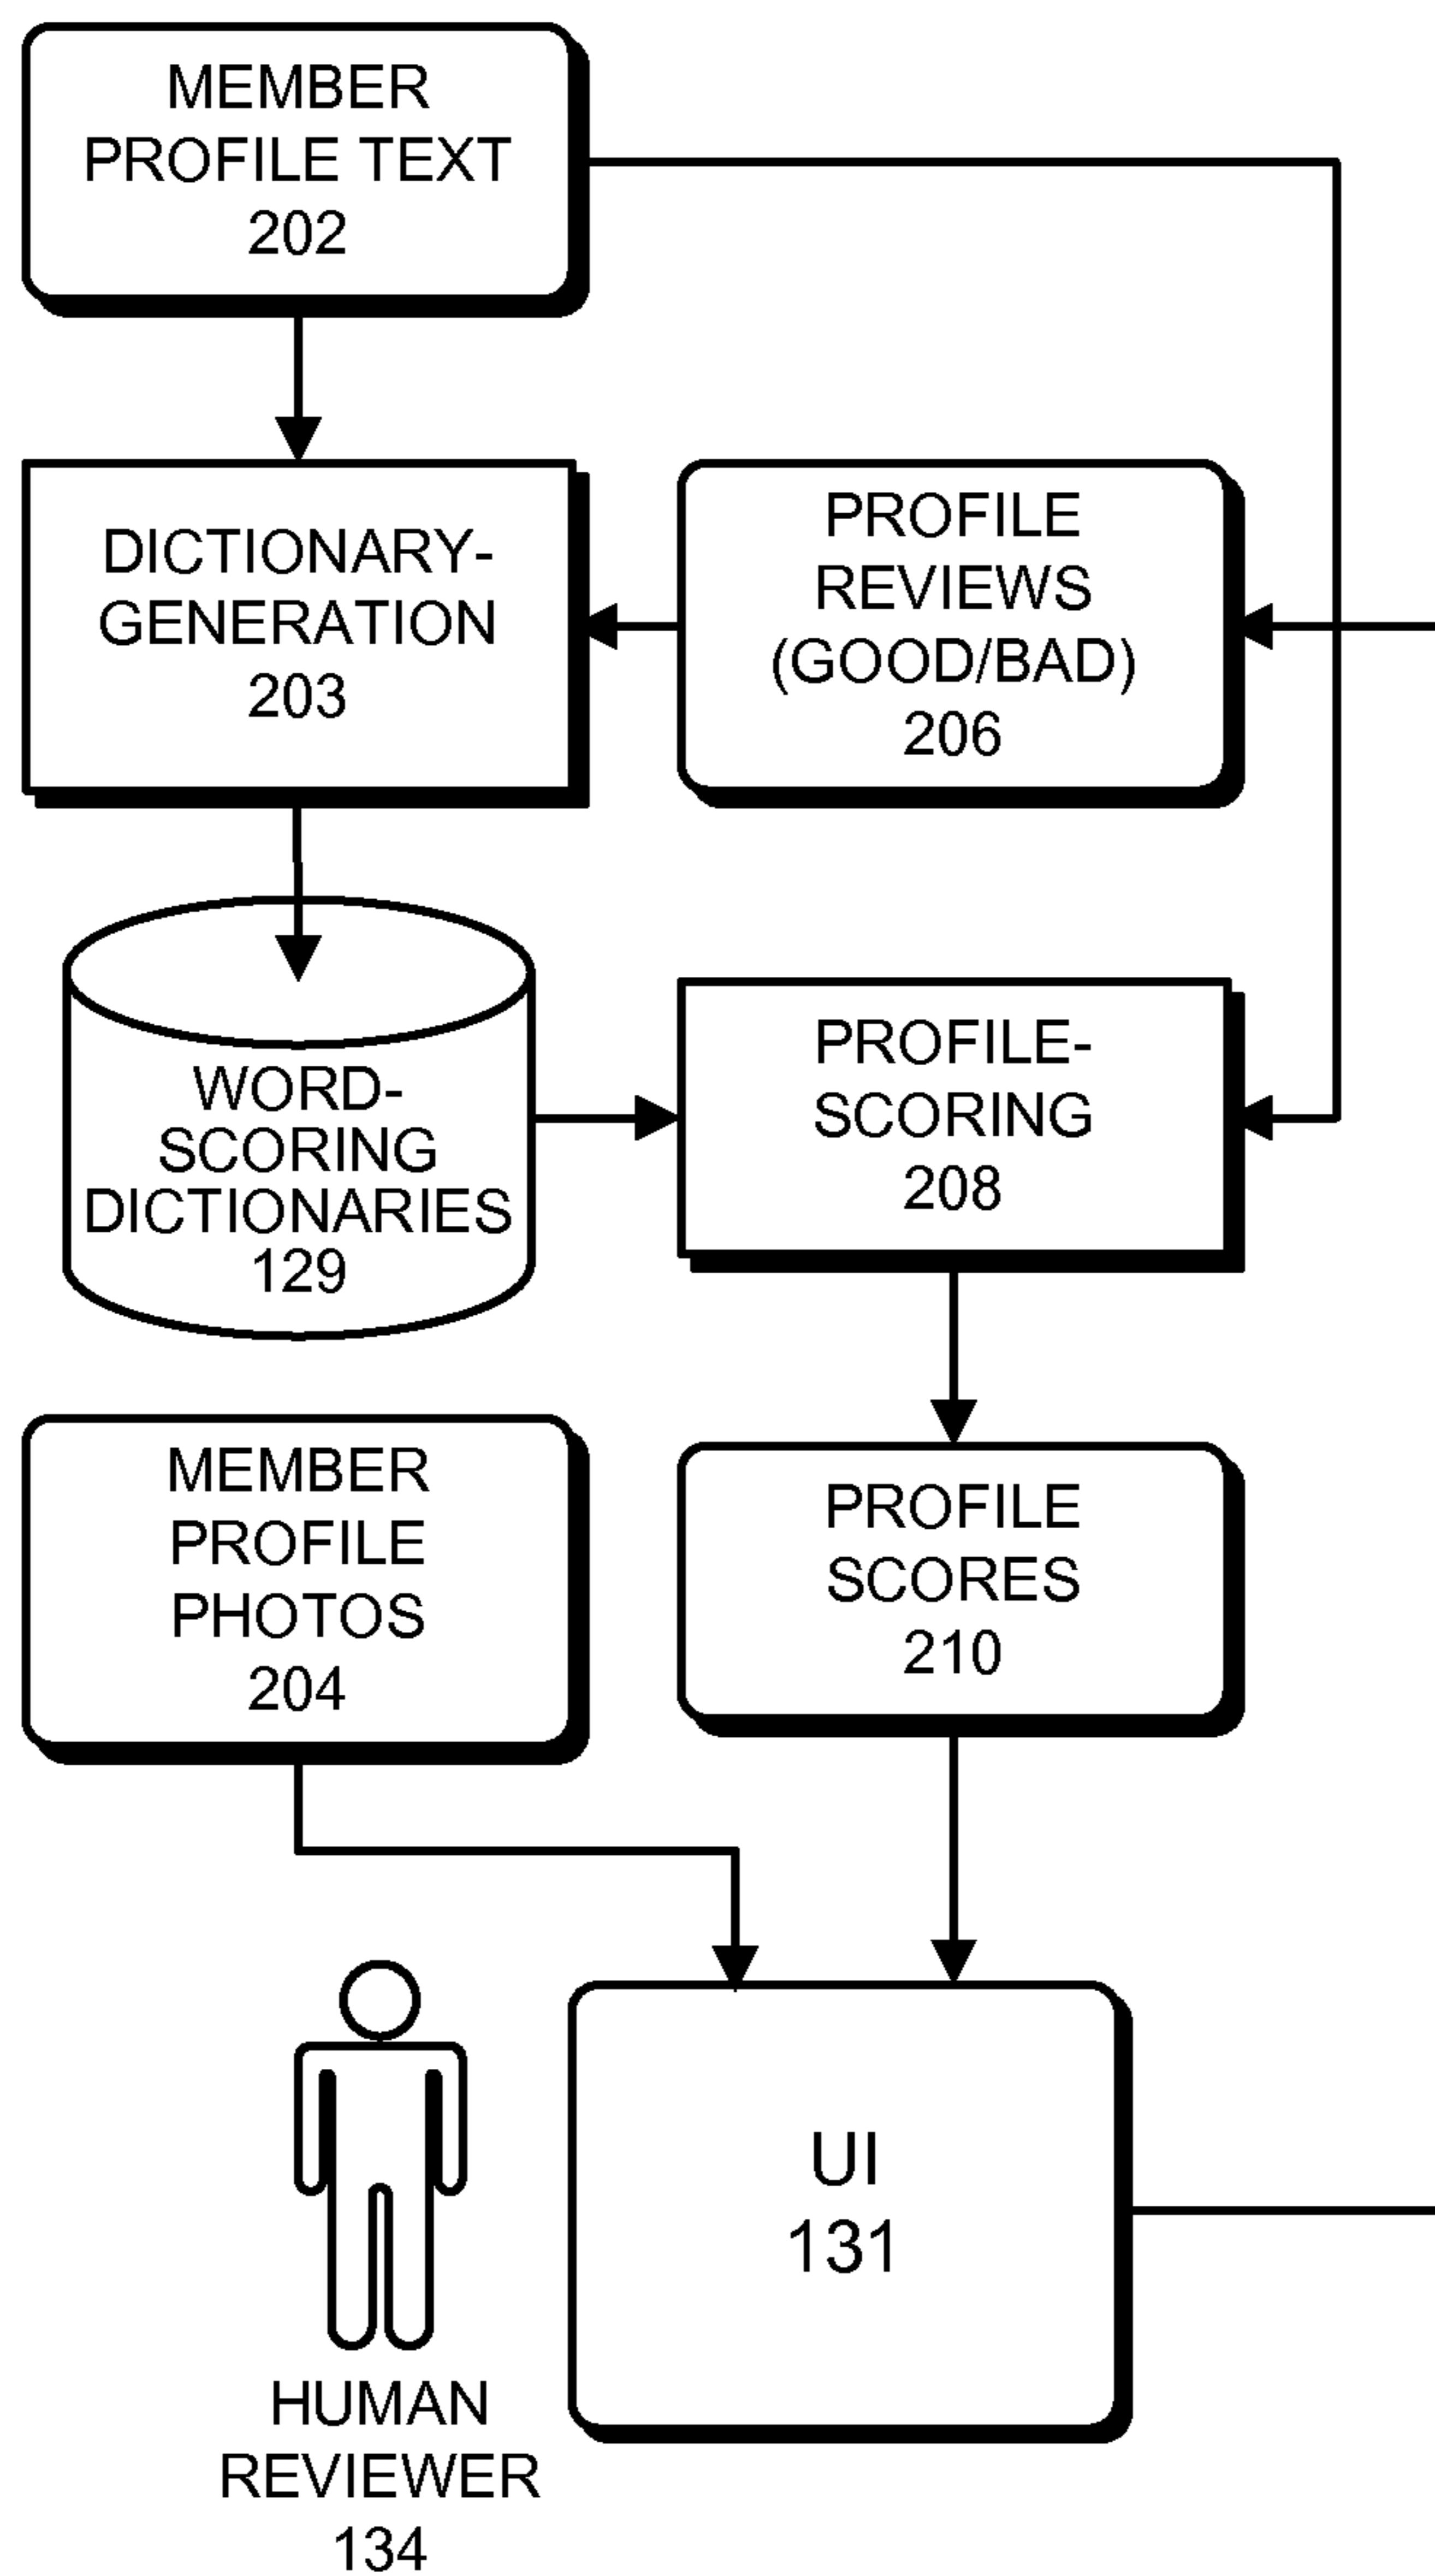 MEMBER
PROFILE TEXT
202
DICTIONARY-
GENERATION
203
PROFILE
REVIEWS
(GOOD/BAD)
206
WORD-
SCORING
DICTIONARIES
129
PROFILE-
SCORING
208
MEMBER
PROFILE
PHOTOS
204
PROFILE
SCORES
210
HUMAN
REVIEWER
134
UI
131